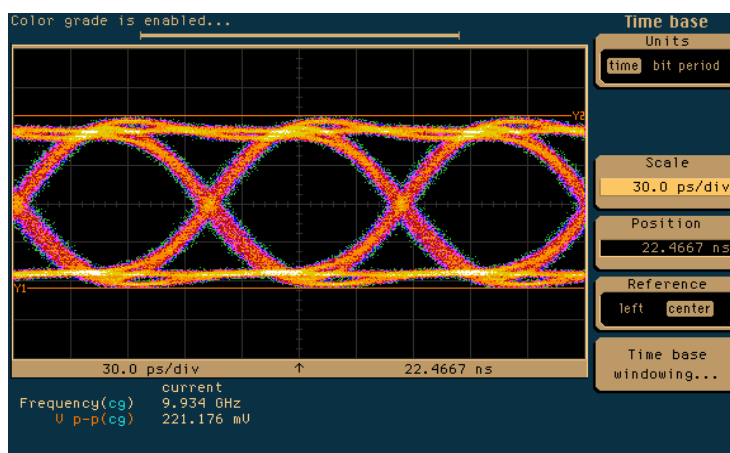 Color grade is enabled...
Time base
Units
time bit period
Y2
Scale
30.0 ps/div
Position
22.4667 ns
Y1
Reference
left center
30.0 ps/div ↑ 22.4667 ns
Time base
windowing...
current
Frequency(cg) 9.934 GHz
V p-p(cg) 221.176 mV